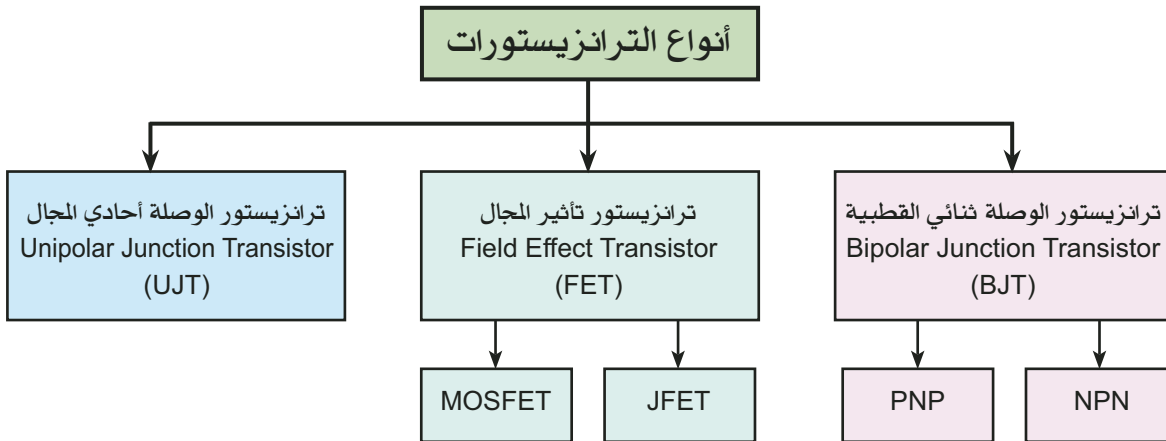 أنواع الترانزيستورات
ترانزيستور الوصلة ثنائي القطبية
Bipolar Junction Transistor
(BJT)
ترانزيستور تأثير المجال
Field Effect Transistor
(FET)
ترانزيستور الوصلة أحادي المجال
Unipolar Junction Transistor
(UJT)
NPN
PNP
JFET
MOSFET